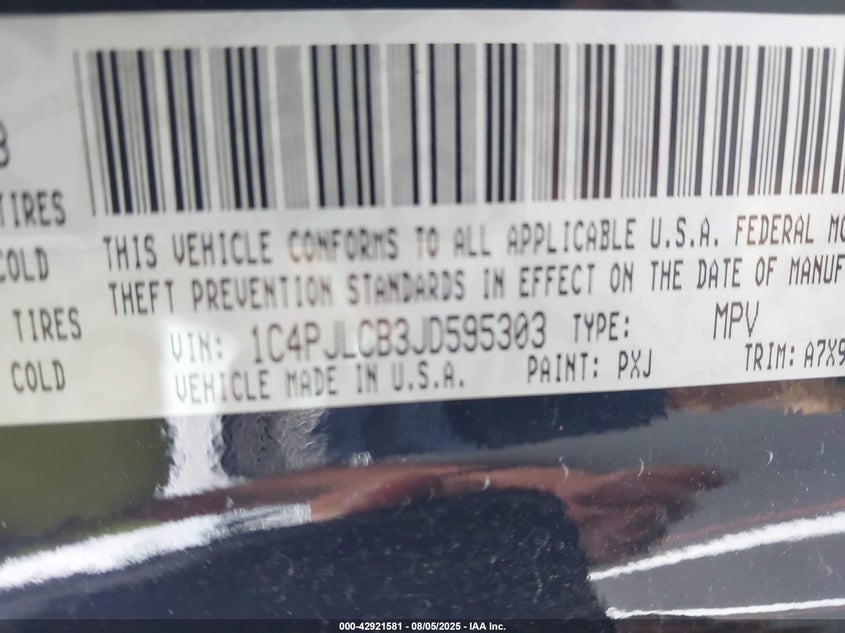 TIRES
COLD
TIRES
COLD
THIS VEHICLE CONFORMS TO ALL APPLICABLE U.S.A. FEDERAL MO
THEFT PREVENTION STANDARDS IN EFFECT ON THE DATE OF MANUF
VIN: 1C4PJLCB3JD595303 TYPE: MPV
VEHICLE MADE IN U.S.A. PAINT: PXJ TRIM: A7X9
000-42921581 - 08/05/2025 - IAA Inc.